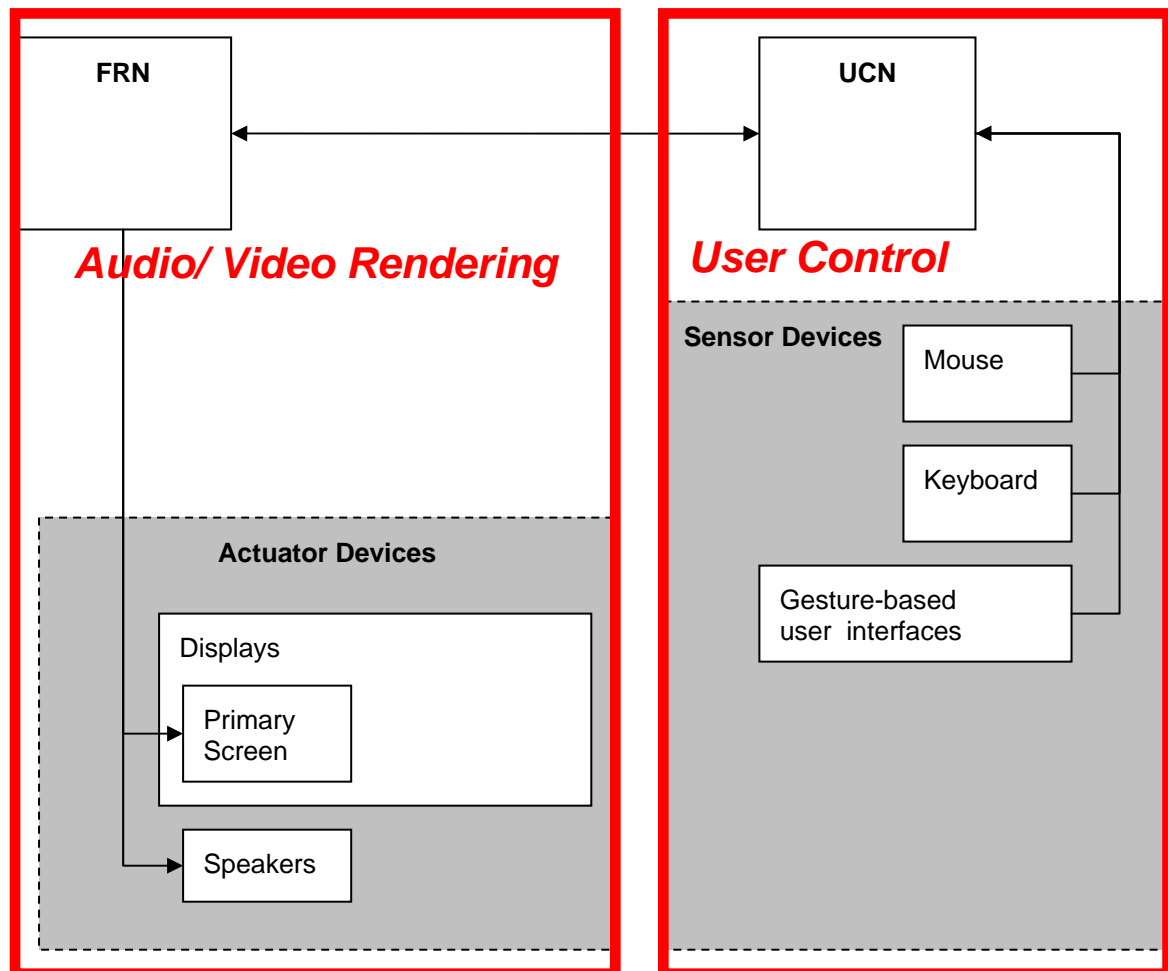 FRN
UCN
Audio/ Video Rendering
User Control
Sensor Devices
Mouse
Keyboard
Gesture-based
user interfaces
Actuator Devices
Displays
Primary
Screen
Speakers